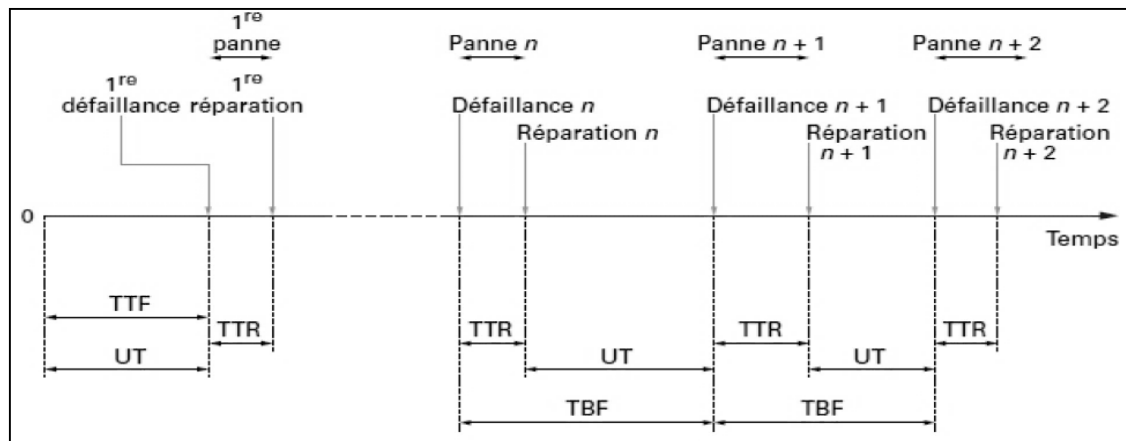 1re
panne
Panne n
Panne n + 1
Panne n + 2
1re
défaillance
1re
réparation
Défaillance n
Défaillance n + 1
Défaillance n + 2
Réparation n
Réparation
n + 1
Réparation
n + 2
0
Temps
TTF
TTR
TTR
TTR
TTR
UT
UT
UT
TBF
TBF